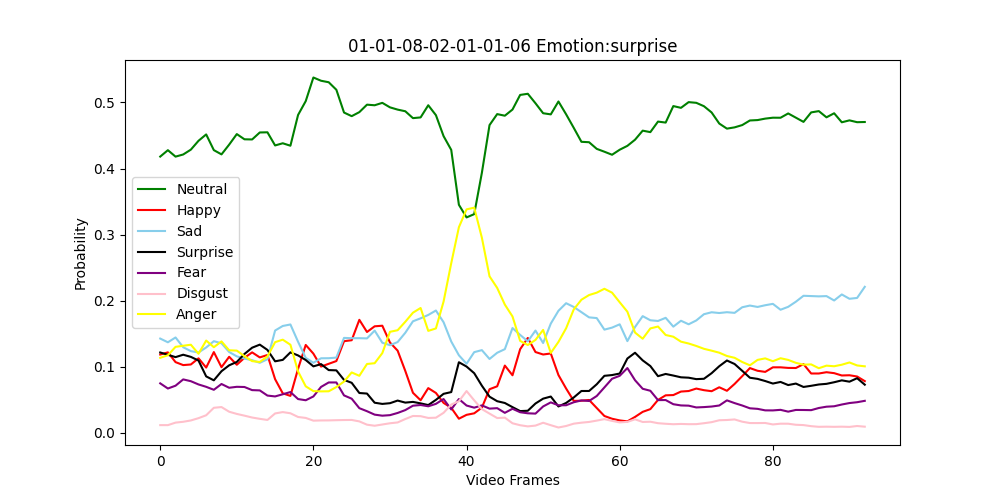 01-01-08-02-01-01-06 Emotion:surprise
Probability
0.5
0.4
0.3
0.2
0.1
0.0
Neutral
Happy
Sad
Surprise
Fear
Disgust
Anger
0 20 40 60 80
Video Frames